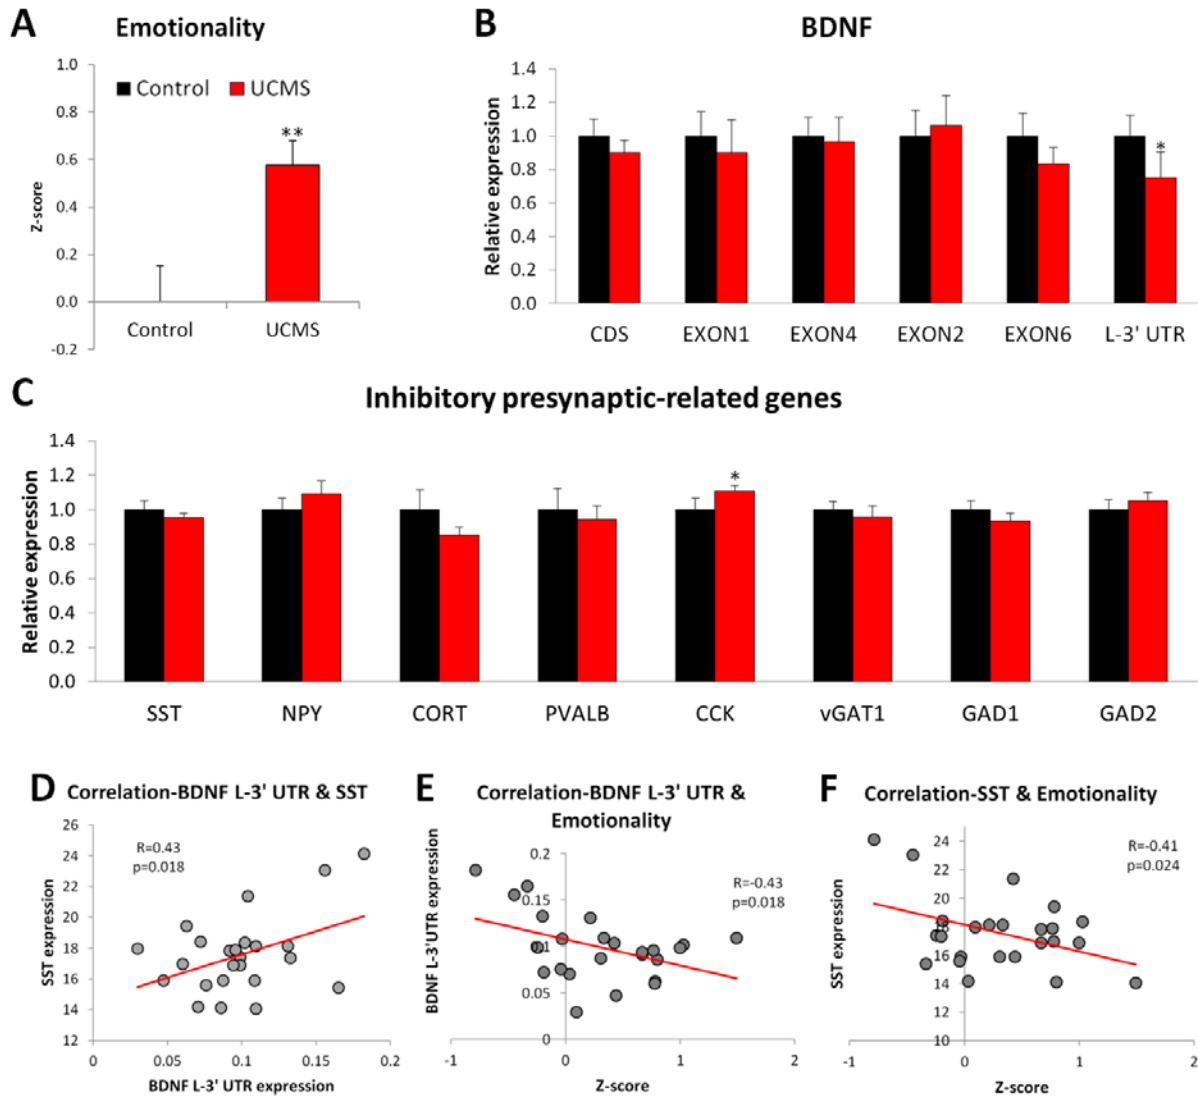 A
Emotionality
Z-score
1.0
0.8
0.6
0.4
0.2
0.0
-0.2
Control UCMS
**
Control UCMS
B
BDNF
Relative expression
1.4
1.2
1.0
0.8
0.6
0.4
0.2
0.0
*
CDS EXON1 EXON4 EXON2 EXON6 L-3' UTR
C
Inhibitory presynaptic-related genes
Relative expression
1.4
1.2
1.0
0.8
0.6
0.4
0.2
0.0
*
SST NPY CORT PVALB CCK vGAT1 GAD1 GAD2
D
Correlation-BDNF L-3' UTR & SST
SST expression
26
24
22
20
18
16
14
12
R=0.43
p=0.018
0 0.05 0.1 0.15 0.2
BDNF L-3' UTR expression
E
Correlation-BDNF L-3' UTR &
Emotionality
BDNF L-3'UTR expression
0.2
0.15
0.1
0.05
0
R=-0.43
p=0.018
-1 0 1 2
Z-score
F
Correlation-SST & Emotionality
SST expression
24
22
20
18
16
14
12
10
R=-0.41
p=0.024
-1 0 1 2
Z-score